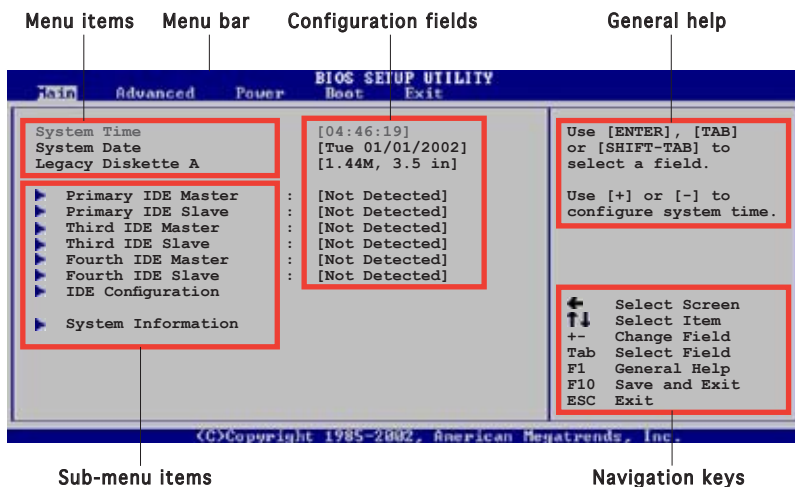 Menu items Menu bar Configuration fields General help
BIOS SETUP UTILITY
Main Advanced Power Boot Exit
System Time [04:46:19]
System Date [Tue 01/01/2002]
Legacy Diskette A [1.44M, 3.5 in]
Primary IDE Master : [Not Detected]
Primary IDE Slave : [Not Detected]
Third IDE Master : [Not Detected]
Third IDE Slave : [Not Detected]
Fourth IDE Master : [Not Detected]
Fourth IDE Slave : [Not Detected]
IDE Configuration
System Information
Use [ENTER], [TAB]
or [SHIFT-TAB] to
select a field.
Use [+] or [-] to
configure system time.
← Select Screen
↑↓ Select Item
+- Change Field
Tab Select Field
F1 General Help
F10 Save and Exit
ESC Exit
(C)Copyright 1985-2002, American Megatrends, Inc.
Sub-menu items Navigation keys